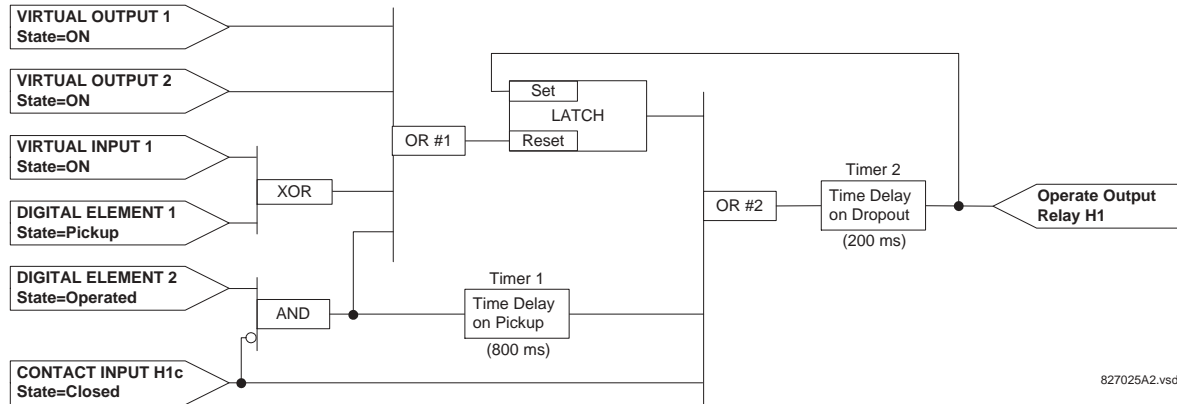 VIRTUAL OUTPUT 1
State=ON
VIRTUAL OUTPUT 2
State=ON
VIRTUAL INPUT 1
State=ON
DIGITAL ELEMENT 1
State=Pickup
DIGITAL ELEMENT 2
State=Operated
CONTACT INPUT H1c
State=Closed
XOR
AND
OR #1
Set
LATCH
Reset
Timer 1
Time Delay
on Pickup
(800 ms)
OR #2
Timer 2
Time Delay
on Dropout
(200 ms)
Operate Output
Relay H1
827025A2.vsd